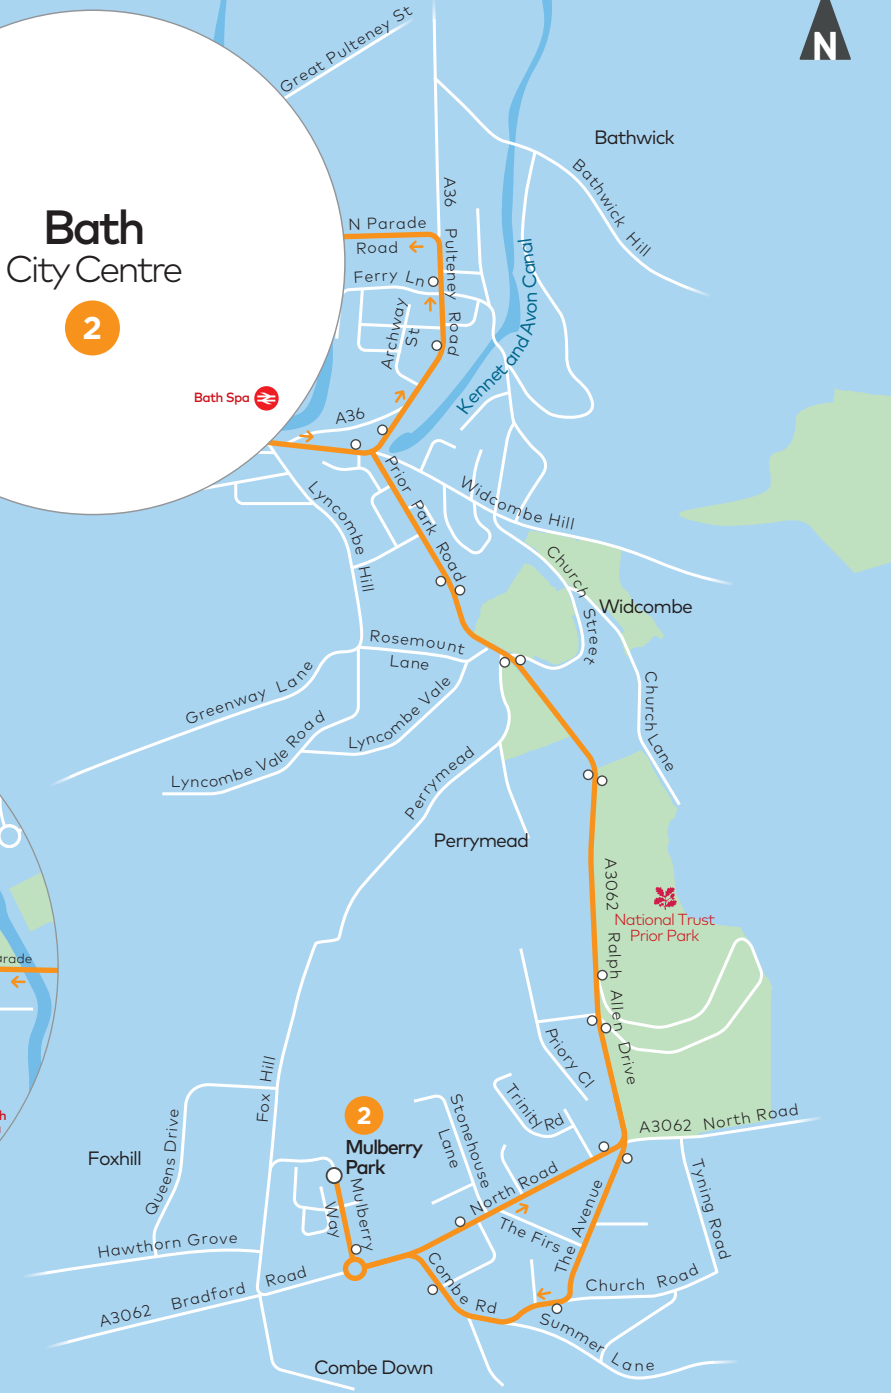 Great Pulteney St
N
Bathwick
Bathwick Hill
Bath
City Centre
2
A36 Pulteney Road
N Parade
Road
Ferry Ln
Archway
St
Kennet and Avon Canal
Bath Spa
A36
Prior Park Road
Lyncombe Hill
Widcombe Hill
Church Street
Widcombe
Rosemount
Lane
Greenway Lane
Lyncombe Vale
Lyncombe Vale Road
Church Lane
Perrymead
Perrymead
A3062 Ralph Allen Drive
National Trust
Prior Park
arade
h
Priory Cl
Fox Hill
Trinity Rd
Stonehouse
Lane
2
Mulberry
Park
Mulberry
Way
A3062 North Road
Foxhill
Queens Drive
North Road
The Firs
The Avenue
Tyning Road
Hawthorn Grove
A3062 Bradford Road
Combe Rd
Church Road
Summer Lane
Combe Down